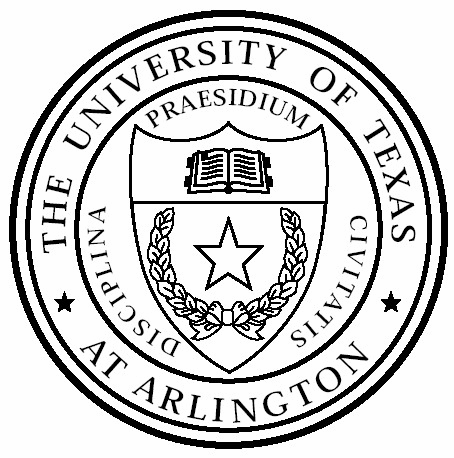 THE UNIVERSITY OF TEXAS
AT ARLINGTON
DISCIPLINA PRAESIDIUM CIVITATIS